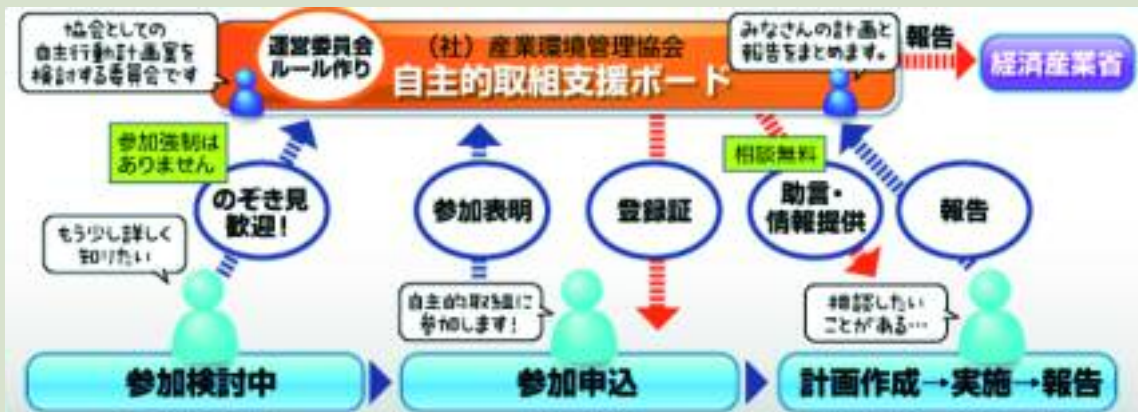 協会としての
自主行動計画案を
検討する委員会です
運営委員会
ルール作り
（社）産業環境管理協会
自主的取組支援ボード
みなさんの計画と
報告をまとめます。
報告
経済産業省
参加強制は
ありません
のぞき見
歓迎！
参加表明
登録証
相談無料
助言・
情報提供
報告
もう少し詳しく
知りたい
自主的取組に
参加します！
相談したい
ことがある…
参加検討中
参加申込
計画作成→実施→報告